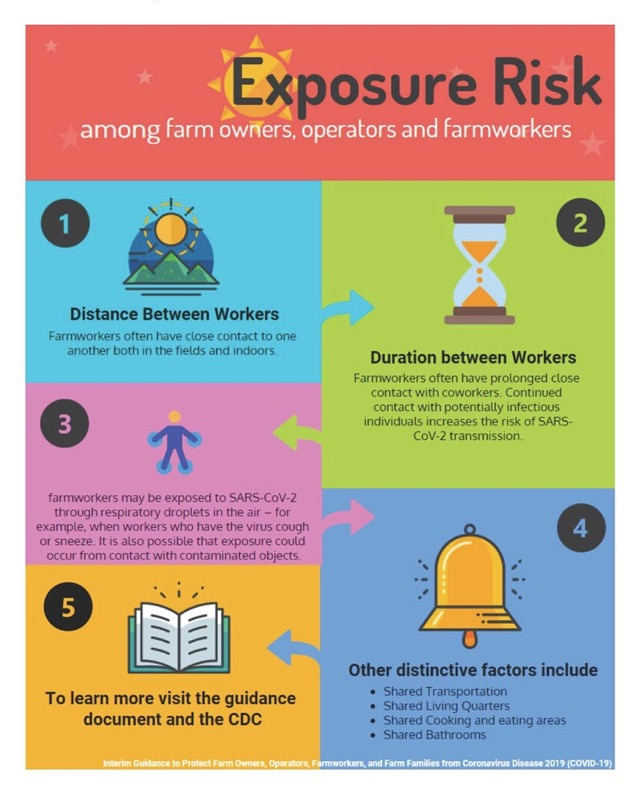 Exposure Risk
among farm owners, operators and farmworkers
1
Distance Between Workers
Farmworkers often have close contact to one
another both in the fields and indoors.
2
Duration between Workers
Farmworkers often have prolonged close
contact with coworkers. Continued
contact with potentially infectious
individuals increases the risk of SARS-
CoV-2 transmission.
3
farmworkers may be exposed to SARS-CoV-2
through respiratory droplets in the air – for
example, when workers who have the virus cough
or sneeze. It is also possible that exposure could
occur from contact with contaminated objects.
4
Other distinctive factors include
• Shared Transportation
• Shared Living Quarters
• Shared Cooking and eating areas
• Shared Bathrooms
5
To learn more visit the guidance
document and the CDC
Interim Guidance to Protect Farm Owners, Operators, Farmworkers, and Farm Families from Coronavirus Disease 2019 (COVID-19)